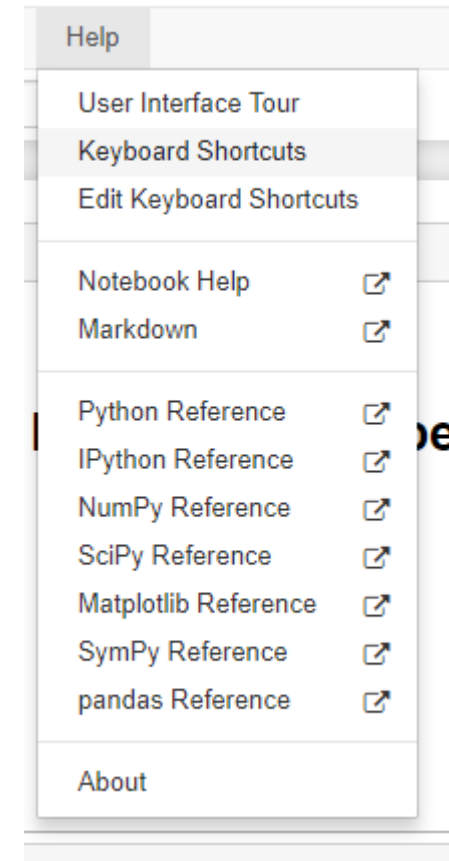 Help
User Interface Tour
Keyboard Shortcuts
Edit Keyboard Shortcuts
Notebook Help
Markdown
Python Reference
IPython Reference
NumPy Reference
SciPy Reference
Matplotlib Reference
SymPy Reference
pandas Reference
About